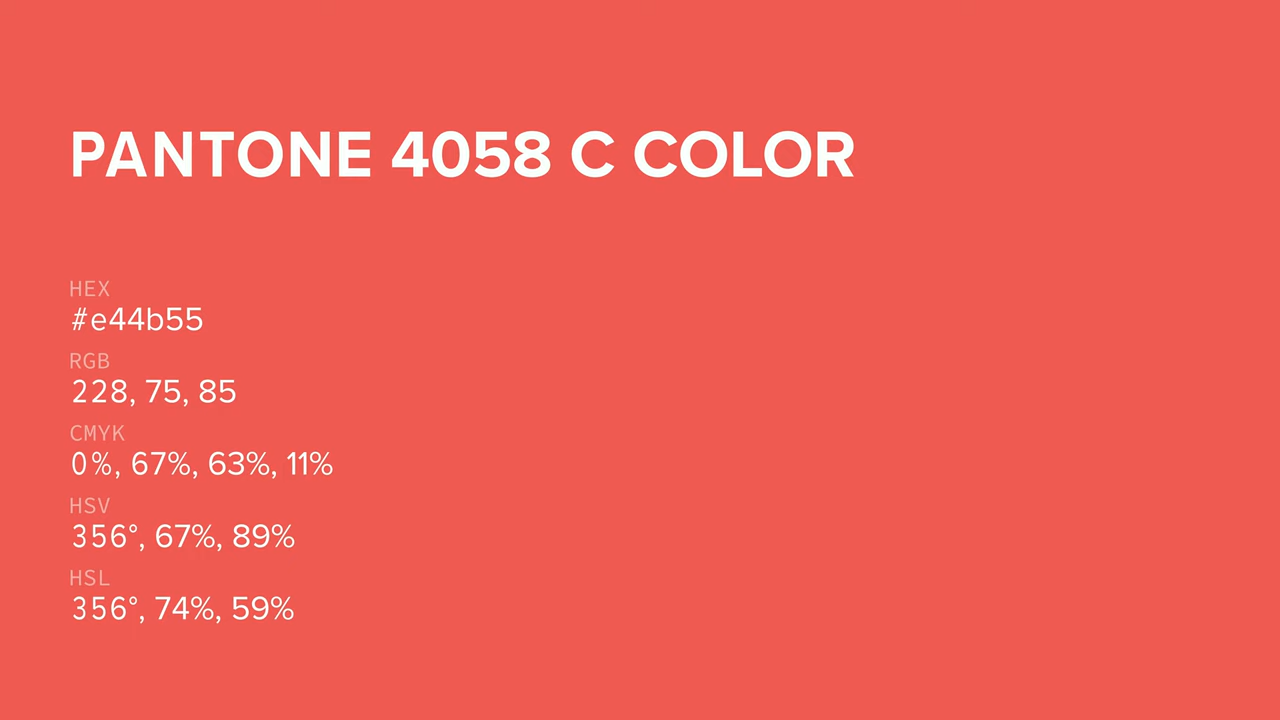 PANTONE 4058 C COLOR
HEX
#e44b55
RGB
228, 75, 85
CMYK
0%, 67%, 63%, 11%
HSV
356°, 67%, 89%
HSL
356°, 74%, 59%